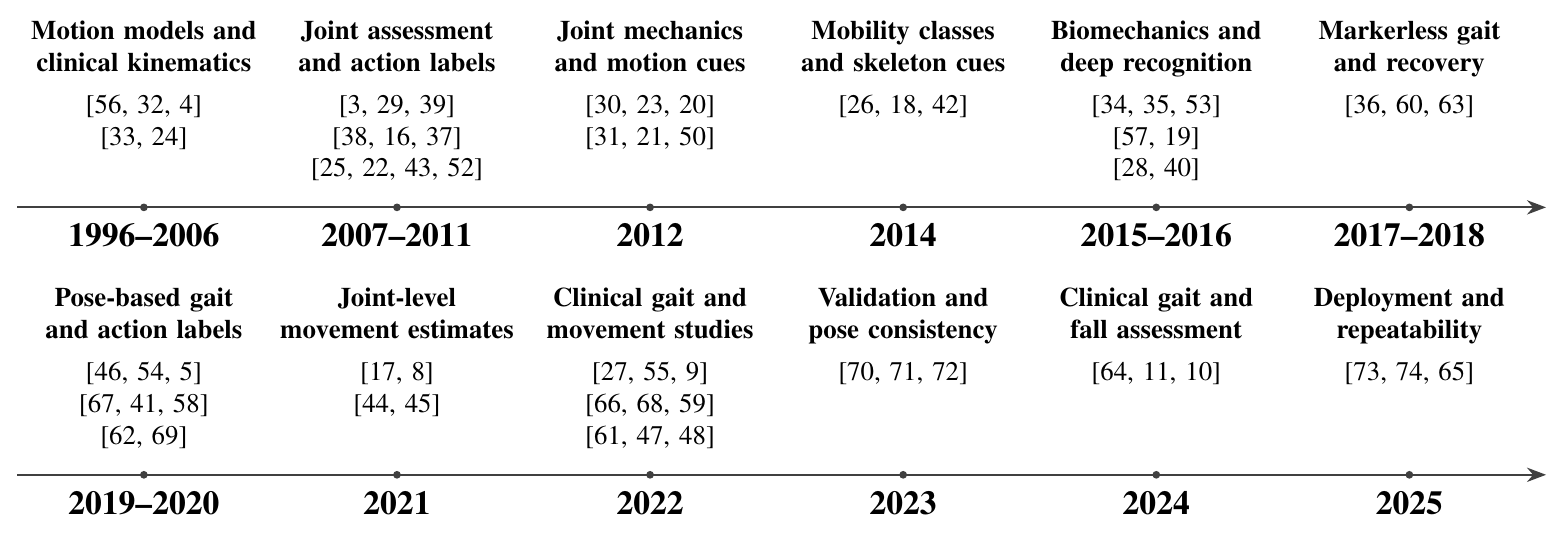 Motion models and
clinical kinematics
[56, 32, 4]
[33, 24]
Joint assessment
and action labels
[3, 29, 39]
[38, 16, 37]
[25, 22, 43, 52]
Joint mechanics
and motion cues
[30, 23, 20]
[31, 21, 50]
Mobility classes
and skeleton cues
[26, 18, 42]
Biomechanics and
deep recognition
[34, 35, 53]
[57, 19]
[28, 40]
Markerless gait
and recovery
[36, 60, 63]
1996–2006
2007–2011
2012
2014
2015–2016
2017–2018
Pose-based gait
and action labels
[46, 54, 5]
[67, 41, 58]
[62, 69]
Joint-level
movement estimates
[17, 8]
[44, 45]
Clinical gait and
movement studies
[27, 55, 9]
[66, 68, 59]
[61, 47, 48]
Validation and
pose consistency
[70, 71, 72]
Clinical gait and
fall assessment
[64, 11, 10]
Deployment and
repeatability
[73, 74, 65]
2019–2020
2021
2022
2023
2024
2025